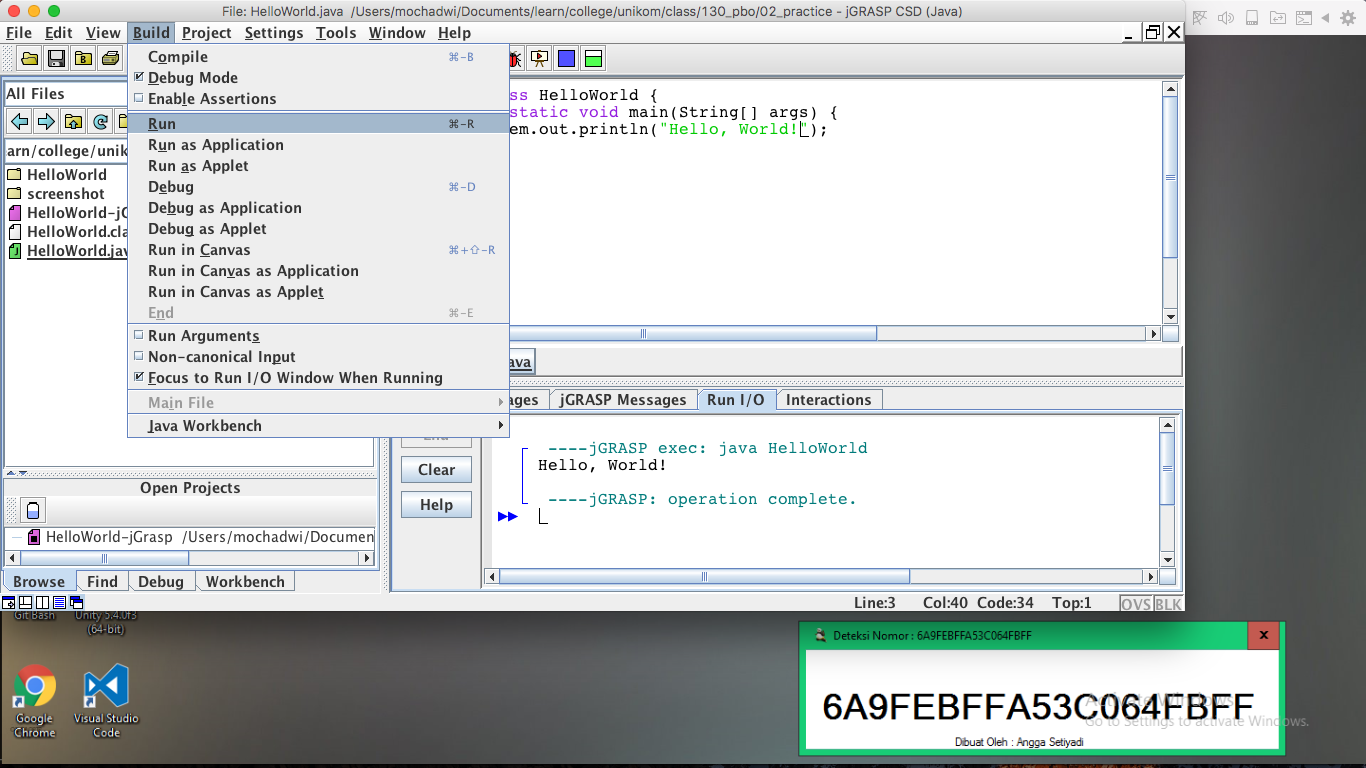 File: HelloWorld.java /Users/mochadwi/Documents/learn/college/unikom/class/130_pbo/02_practice - jGRASP CSD (Java)
File Edit View Build Project Settings Tools Window Help
Compile ⌘-B
Debug Mode
Enable Assertions
Run ⌘-R
Run as Application
Run as Applet
Debug ⌘-D
Debug as Application
Debug as Applet
Run in Canvas ⌘+⇧-R
Run in Canvas as Application
Run in Canvas as Applet
End ⌘-E
Run Arguments
Non-canonical Input
Focus to Run I/O Window When Running
Main File
Java Workbench
All Files
arn/college/unik
HelloWorld
screenshot
HelloWorld-jG
HelloWorld.cla
HelloWorld.jav
ss HelloWorld {
static void main(String[] args) {
em.out.println("Hello, World!");
ava
ages jGRASP Messages Run I/O Interactions
End
Clear
Help
----jGRASP exec: java HelloWorld
Hello, World!
----jGRASP: operation complete.
Open Projects
HelloWorld-jGrasp /Users/mochadwi/Documen
Browse Find Debug Workbench
Line:3 Col:40 Code:34 Top:1 OVS BLK
Git Bash
Unity 5.4.0f3
(64-bit)
Google
Chrome
Visual Studio
Code
Deteksi Nomor : 6A9FEBFFA53C064FBFF
6A9FEBFFA53C064FBFF
Dibuat Oleh : Angga Setiyadi
Activate Windows
Go to Settings to activate Windows.